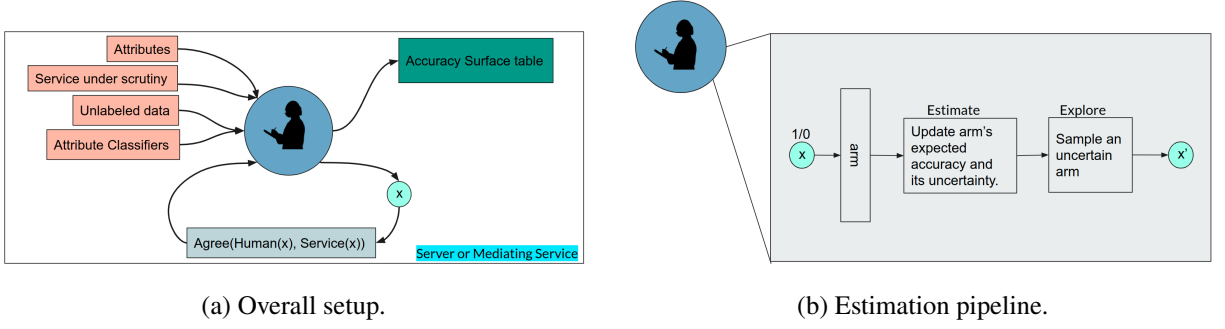 Attributes
Service under scrutiny
Unlabeled data
Attribute Classifiers
Accuracy Surface table
x
Agree(Human(x), Service(x))
Server or Mediating Service
(a) Overall setup.
1/0
x
arm
Estimate
Update arm's
expected
accuracy and
its uncertainty.
Explore
Sample an
uncertain
arm
x'
(b) Estimation pipeline.